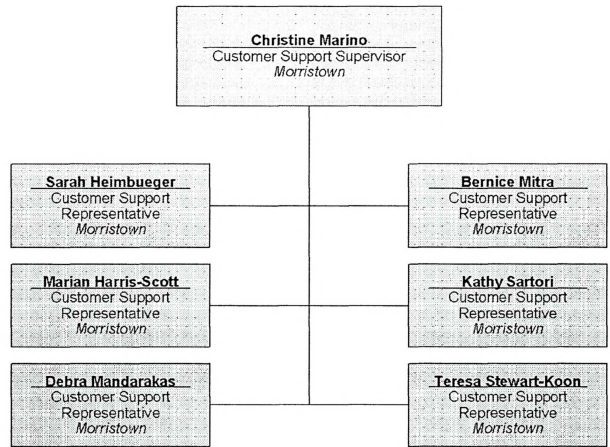 Christine Marino
Customer Support Supervisor
Morristown
Sarah Heimbueger
Customer Support
Representative
Morristown
Bernice Mitra
Customer Support
Representative
Morristown
Marian Harris-Scott
Customer Support
Representative
Morristown
Kathy Sartori
Customer Support
Representative
Morristown
Debra Mandarakas
Customer Support
Representative
Morristown
Teresa Stewart-Koon
Customer Support
Representative
Morristown